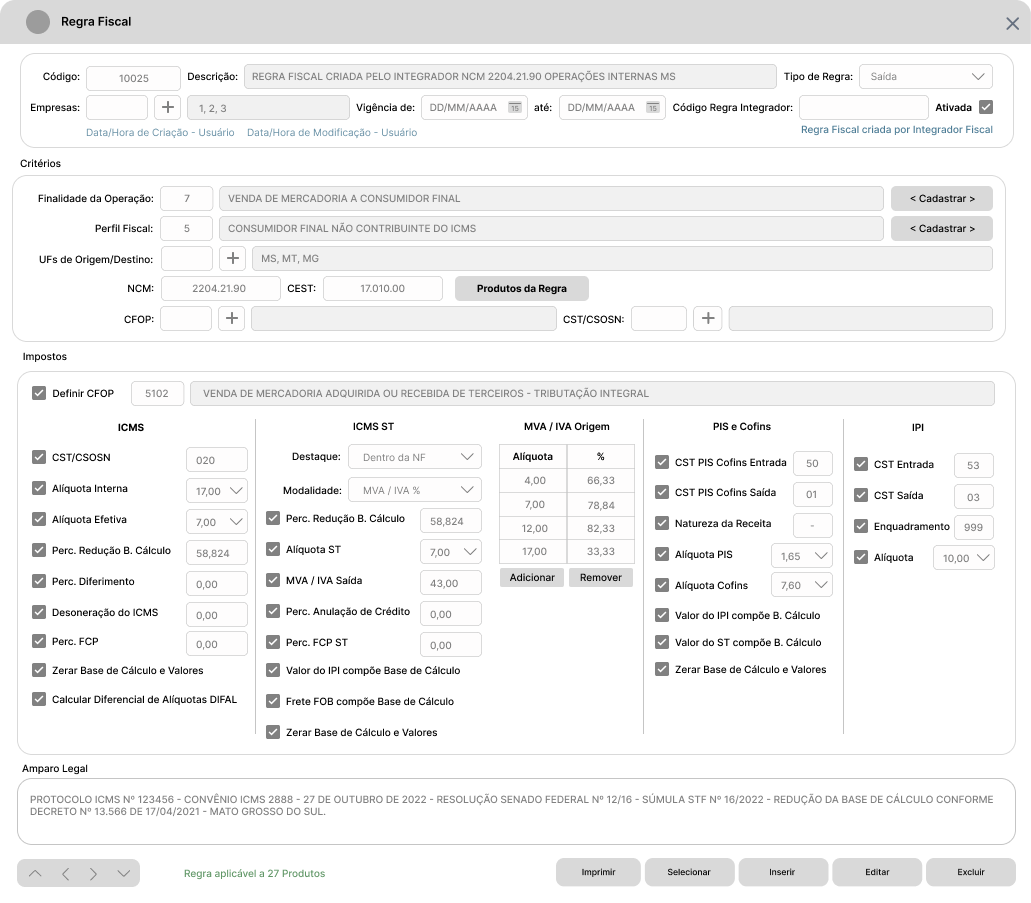 Regra Fiscal
Código: 10025 Descrição: REGRA FISCAL CRIADA PELO INTEGRADOR NCM 2204.21.90 OPERAÇÕES INTERNAS MS Tipo de Regra: Saída
Empresas: 1, 2, 3 Vigência de: DD/MM/AAAA 15 até: DD/MM/AAAA 15 Código Regra Integrador: Ativada
Data/Hora de Criação - Usuário Data/Hora de Modificação - Usuário Regra Fiscal criada por Integrador Fiscal
Critérios
Finalidade da Operação: 7 VENDA DE MERCADORIA A CONSUMIDOR FINAL < Cadastrar >
Perfil Fiscal: 5 CONSUMIDOR FINAL NÃO CONTRIBUINTE DO ICMS < Cadastrar >
UFs de Origem/Destino: MS, MT, MG
NCM: 2204.21.90 CEST: 17.010.00 Produtos da Regra
CFOP: CST/CSOSN:
Impostos
Definir CFOP 5102 VENDA DE MERCADORIA ADQUIRIDA OU RECEBIDA DE TERCEIROS - TRIBUTAÇÃO INTEGRAL
ICMS
CST/CSOSN 020
Alíquota Interna 17,00
Alíquota Efetiva 7,00
Perc. Redução B. Cálculo 58,824
Perc. Diferimento 0,00
Desoneração do ICMS 0,00
Perc. FCP 0,00
Zerar Base de Cálculo e Valores
Calcular Diferencial de Alíquotas DIFAL
ICMS ST
Destaque: Dentro da NF
Modalidade: MVA / IVA %
Perc. Redução B. Cálculo 58,824
Alíquota ST 7,00
MVA / IVA Saída 43,00
Perc. Anulação de Crédito 0,00
Perc. FCP ST 0,00
Valor do IPI compõe Base de Cálculo
Frete FOB compõe Base de Cálculo
Zerar Base de Cálculo e Valores
MVA / IVA Origem
Alíquota %
4,00 66,33
7,00 78,84
12,00 82,33
17,00 33,33
Adicionar Remover
PIS e Cofins
CST PIS Cofins Entrada 50
CST PIS Cofins Saída 01
Natureza da Receita -
Alíquota PIS 1,65
Alíquota Cofins 7,60
Valor do IPI compõe B. Cálculo
Valor do ST compõe B. Cálculo
Zerar Base de Cálculo e Valores
IPI
CST Entrada 53
CST Saída 03
Enquadramento 999
Alíquota 10,00
Amparo Legal
PROTOCOLO ICMS Nº 123456 - CONVÊNIO ICMS 2888 - 27 DE OUTUBRO DE 2022 - RESOLUÇÃO SENADO FEDERAL Nº 12/16 - SÚMULA STF Nº 16/2022 - REDUÇÃO DA BASE DE CÁLCULO CONFORME
DECRETO Nº 13.566 DE 17/04/2021 - MATO GROSSO DO SUL.
Regra aplicável a 27 Produtos Imprimir Selecionar Inserir Editar Excluir